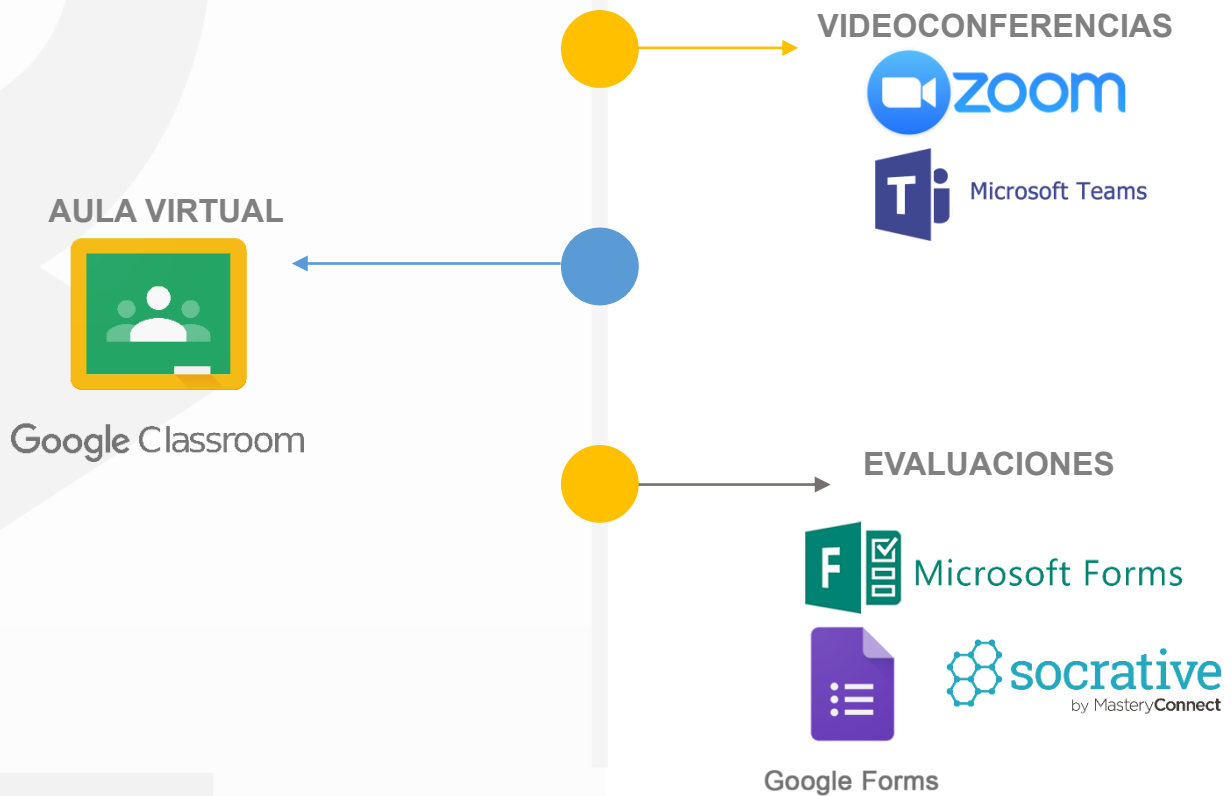 VIDEOCONFERENCIAS
zoom
T
Microsoft Teams
AULA VIRTUAL
Google Classroom
EVALUACIONES
F
Microsoft Forms
socrative
by MasteryConnect
Google Forms